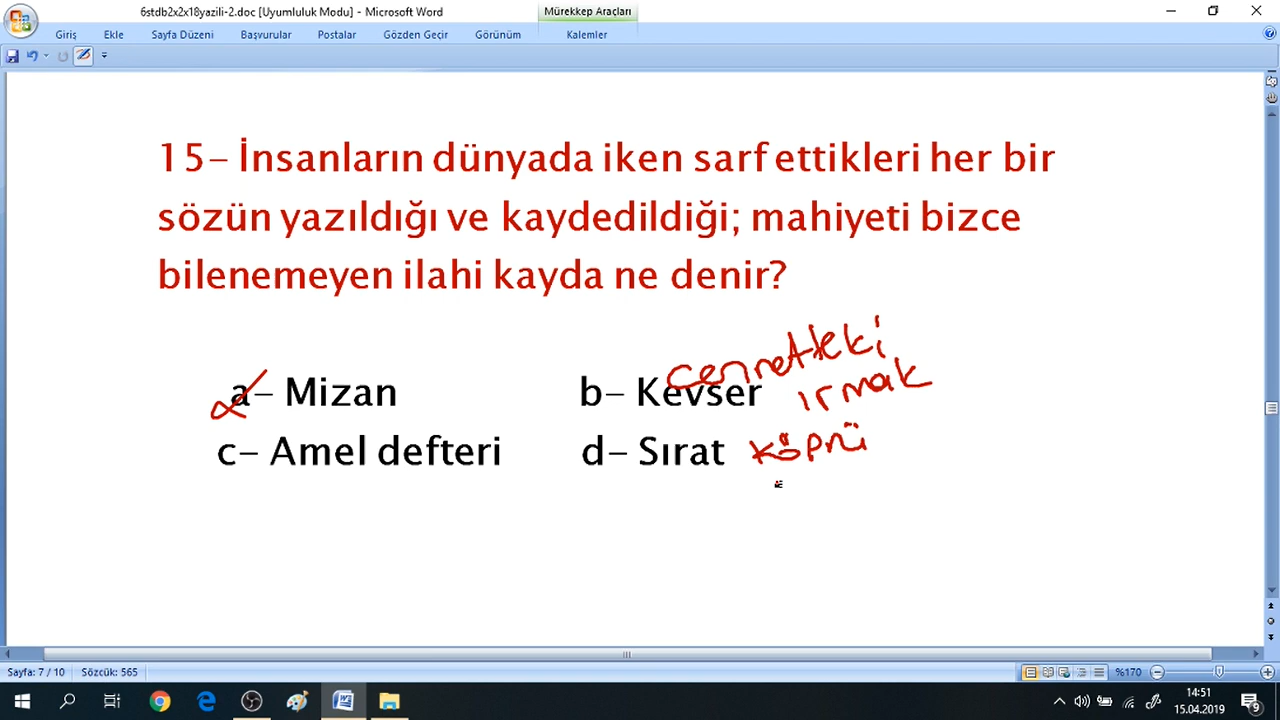 6stdb2x2x18yazili-2.doc [Uyumluluk Modu] - Microsoft Word
Mürekkep Araçları
Giriş Ekle Sayfa Düzeni Başvurular Postalar Gözden Geçir Görünüm Kalemler
15- İnsanların dünyada iken sarf ettikleri her bir
sözün yazıldığı ve kaydedildiği; mahiyeti bizce
bilenemeyen ilahi kayda ne denir?
cennetteki
ırmak
a- Mizan b- Kevser
c- Amel defteri d- Sırat köprü
Sayfa: 7 / 10 Sözcük: 565 %170
14:51
15.04.2019
9